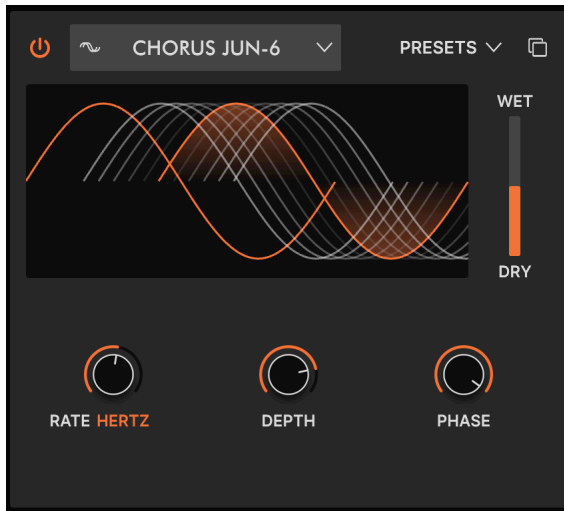 CHORUS JUN-6
PRESETS
WET
DRY
RATE HERTZ
DEPTH
PHASE